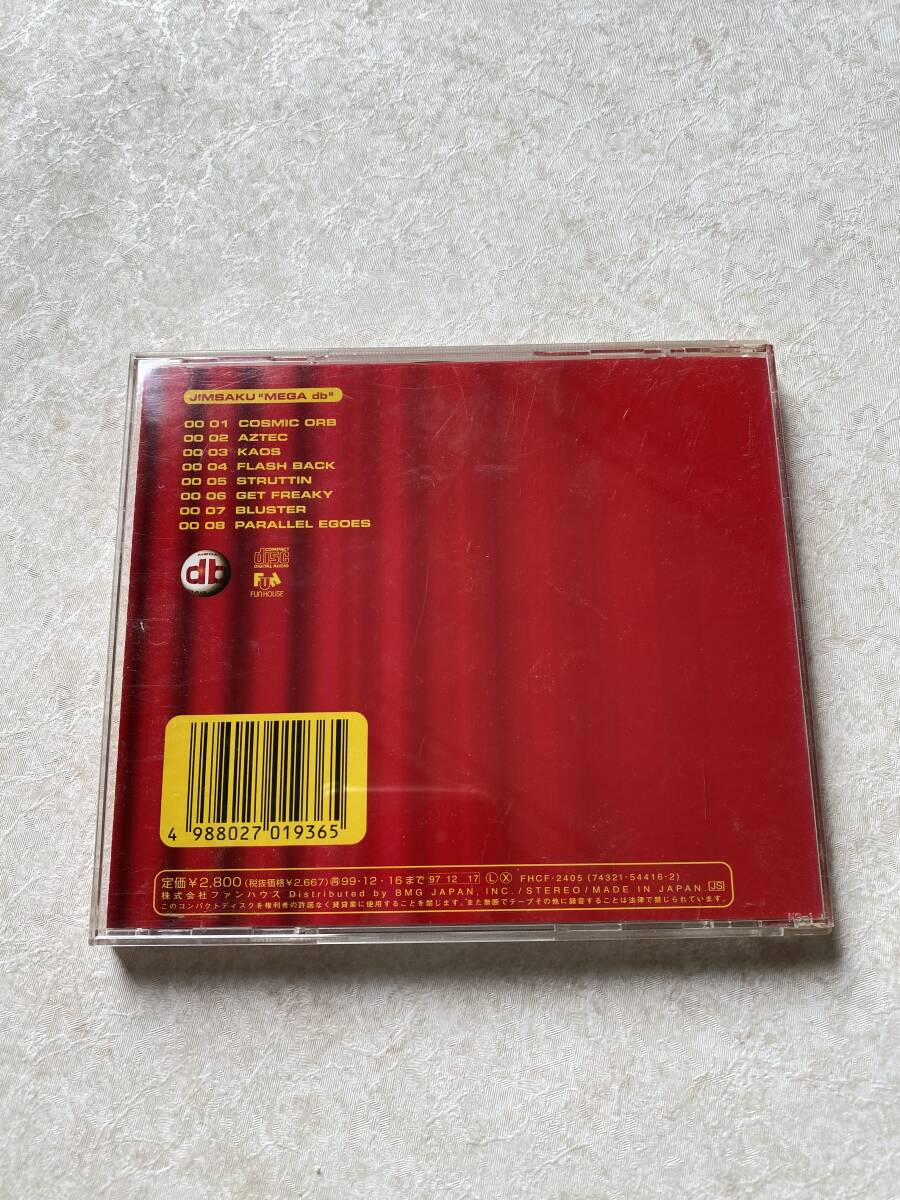 JIMSAKU "MEGA db"
00 01 COSMIC ORB
00 02 AZTEC
00 03 KAOS
00 04 FLASH BACK
00 05 STRUTTIN
00 06 GET FREAKY
00 07 BLUSTER
00 08 PARALLEL EGOES
db
COMPACT
disc
DIGITAL AUDIO
FUN
FUN HOUSE
4 988027 019365
定価¥2,800(税抜価格¥2,667)再99・12・16まで 97 12 17 L X FHCF-2405 (74321-54416-2)
株式会社ファンハウス Distributed by BMG JAPAN, INC./STEREO/MADE IN JAPAN JS
このコンパクトディスクを権利者の許諾なく賃貸業に使用することを禁じます。また無断でテープその他に録音することは法律で禁じられています。